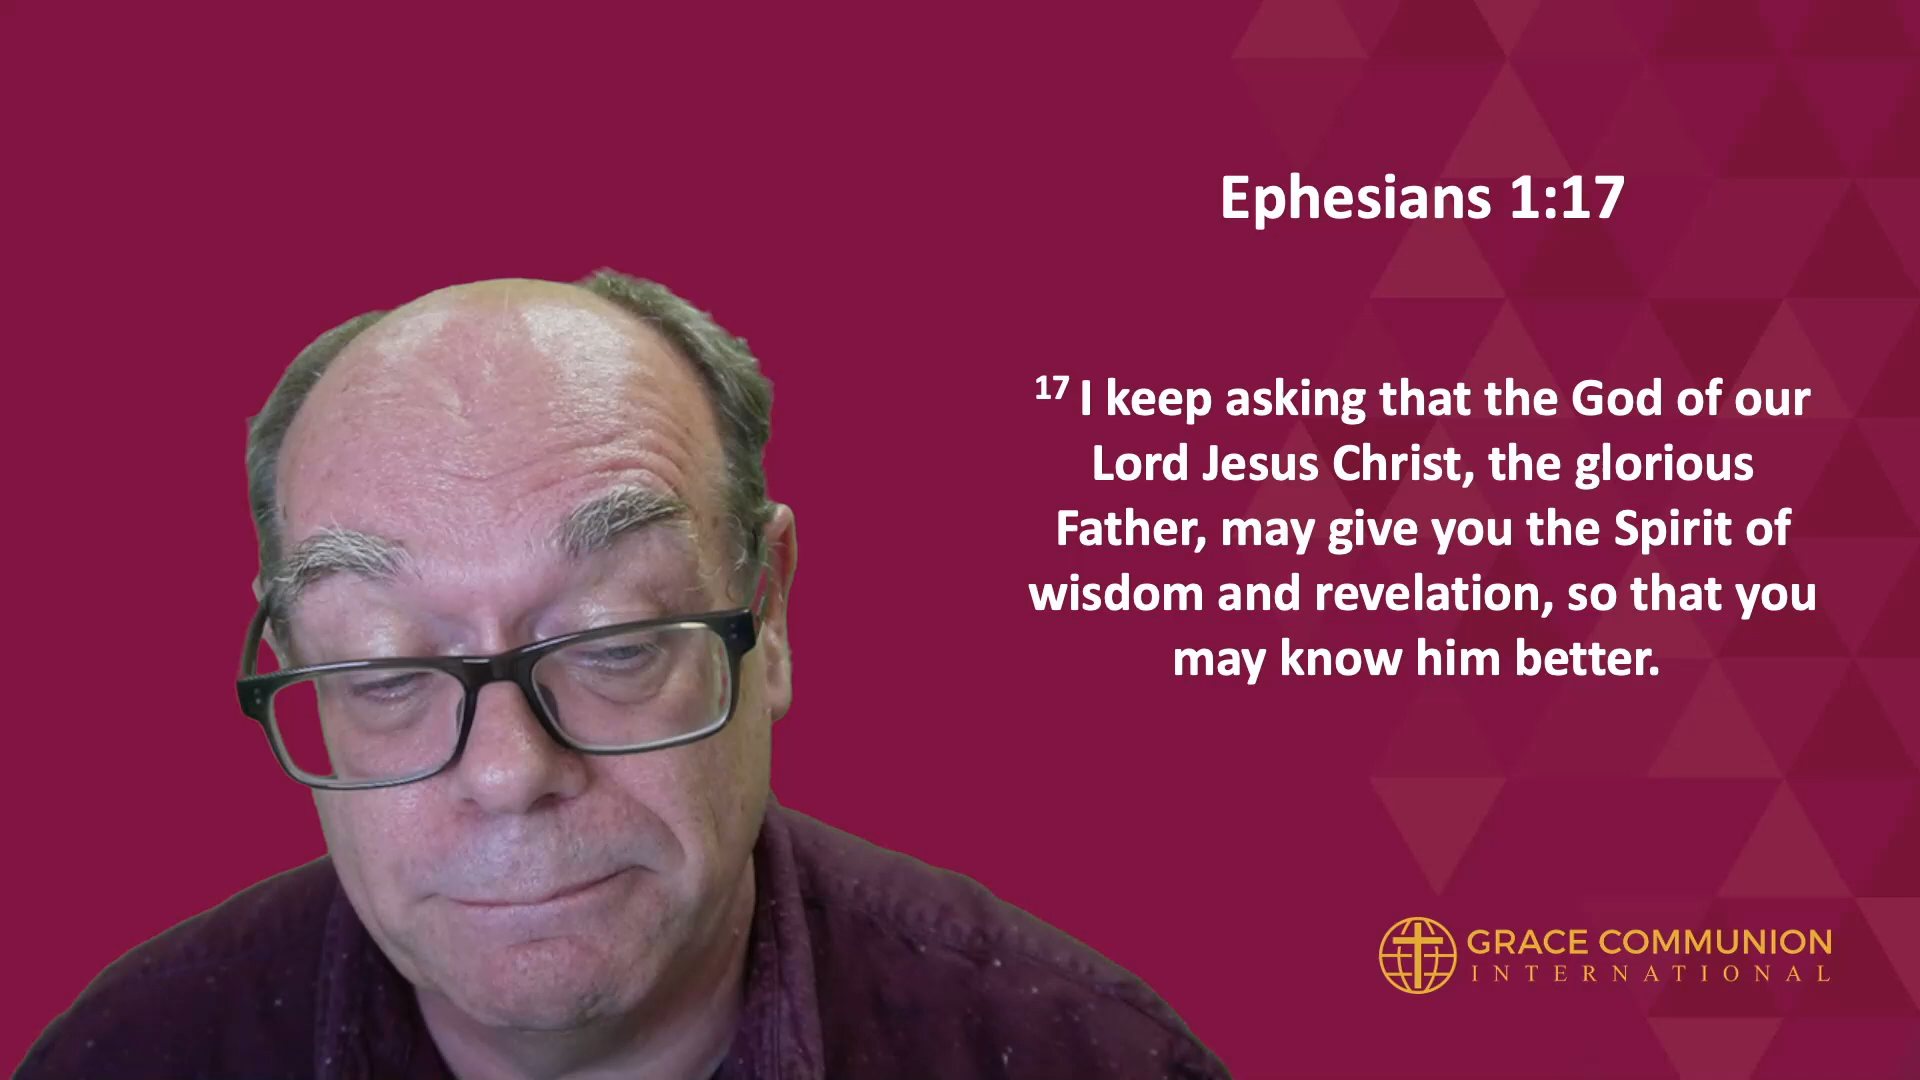 Ephesians 1:17
17 I keep asking that the God of our
Lord Jesus Christ, the glorious
Father, may give you the Spirit of
wisdom and revelation, so that you
may know him better.
GRACE COMMUNION
INTERNATIONAL